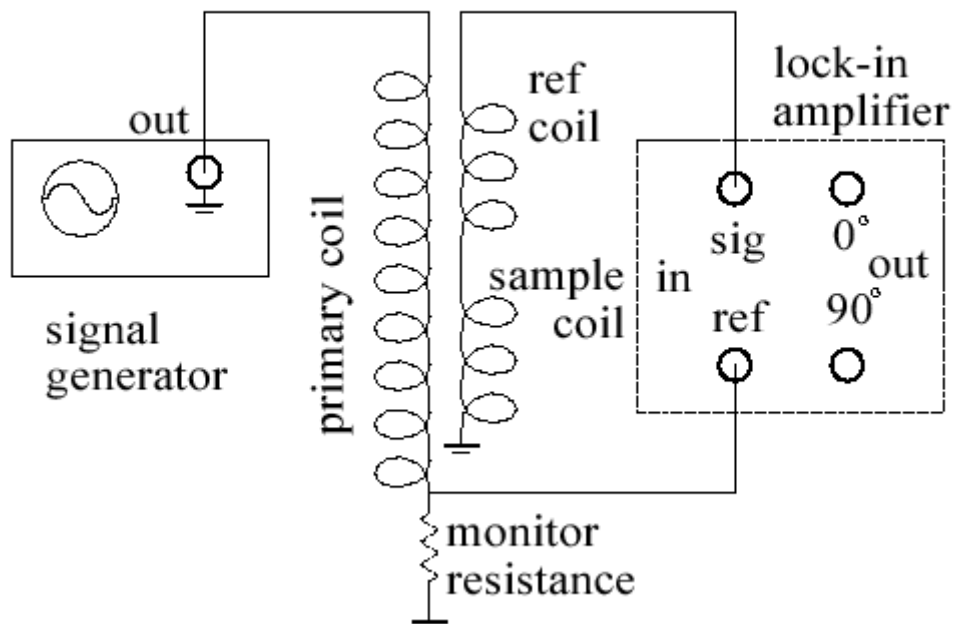 out
signal
generator
primary coil
ref
coil
sample
coil
lock-in
amplifier
sig
in
ref
0°
out
90°
monitor
resistance